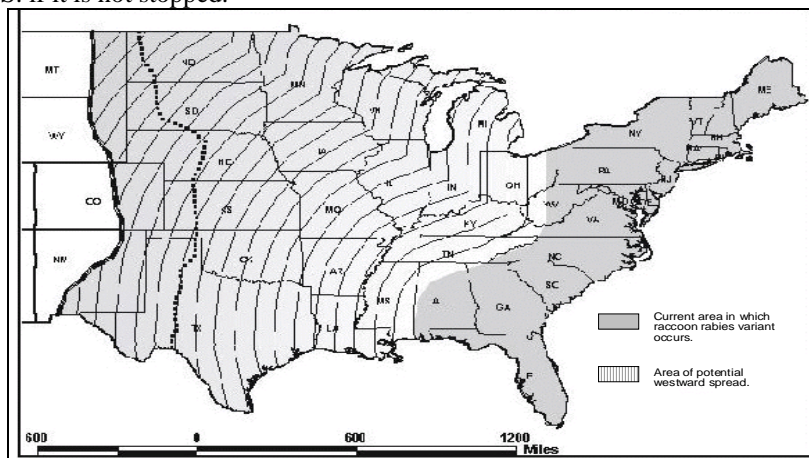 b. if it is not stopped.
MT
ND
MN
ME
WY
SD
WI
MI
NY
VT
NH
MA
IA
PA
NJ
CO
IL
IN
OH
MD
DE
KS
MO
KY
VA
NM
OK
AR
TN
NC
SC
TX
LA
MS
GA
Current area in which
raccoon rabies variant
occurs.
Area of potential
westward spread.
600
0
600
1200
Miles